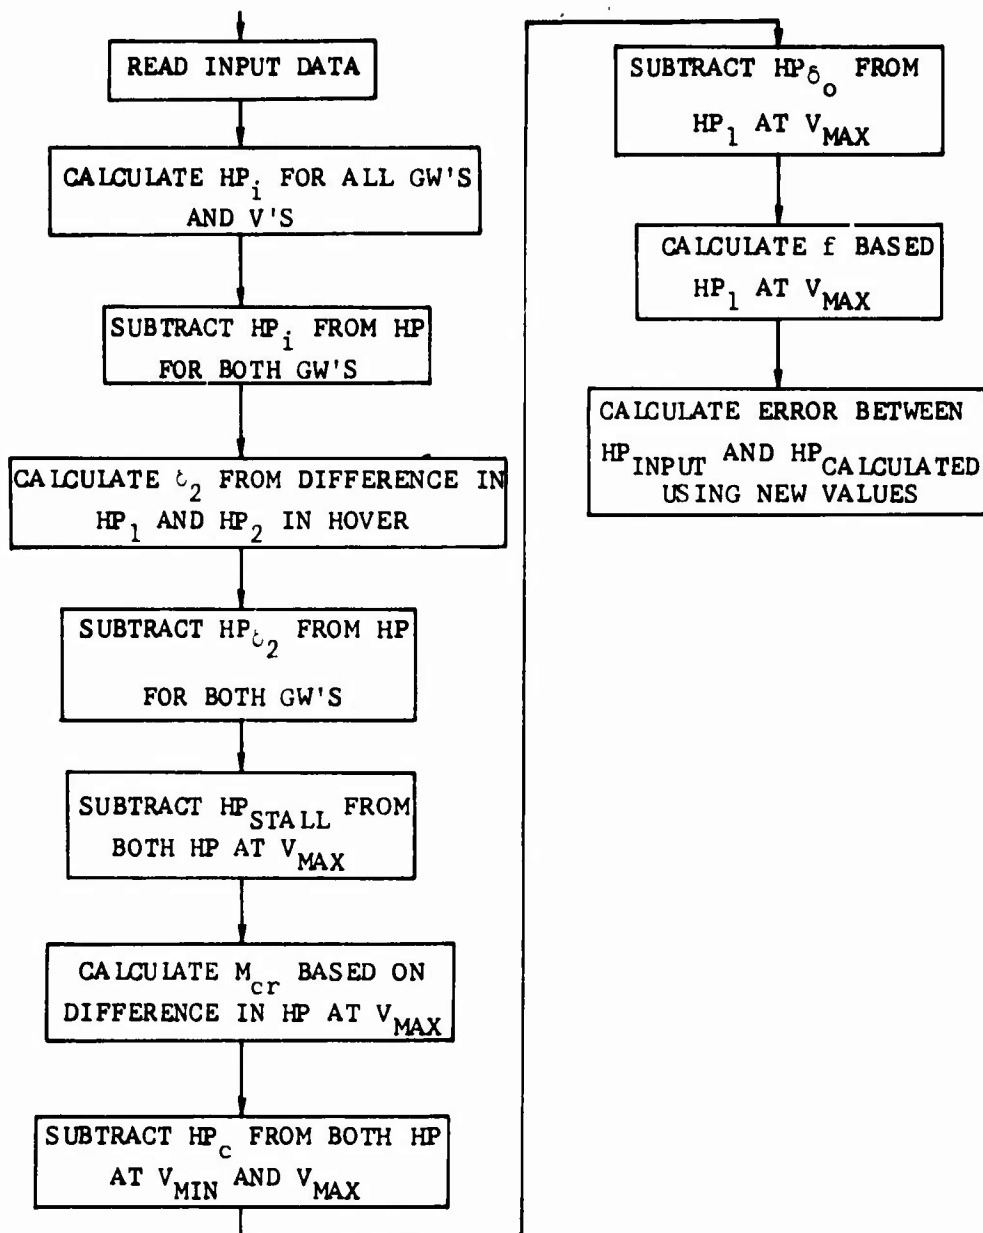 READ INPUT DATA
CALCULATE HPi FOR ALL GW'S
AND V'S
SUBTRACT HPi FROM HP
FOR BOTH GW'S
CALCULATE δ2 FROM DIFFERENCE IN
HP1 AND HP2 IN HOVER
SUBTRACT HPδ2 FROM HP
FOR BOTH GW'S
SUBTRACT HPSTALL FROM
BOTH HP AT VMAX
CALCULATE Mcr BASED ON
DIFFERENCE IN HP AT VMAX
SUBTRACT HPc FROM BOTH HP
AT VMIN AND VMAX
SUBTRACT HPδo FROM
HP1 AT VMAX
CALCULATE f BASED
HP1 AT VMAX
CALCULATE ERROR BETWEEN
HPINPUT AND HPCALCULATED
USING NEW VALUES